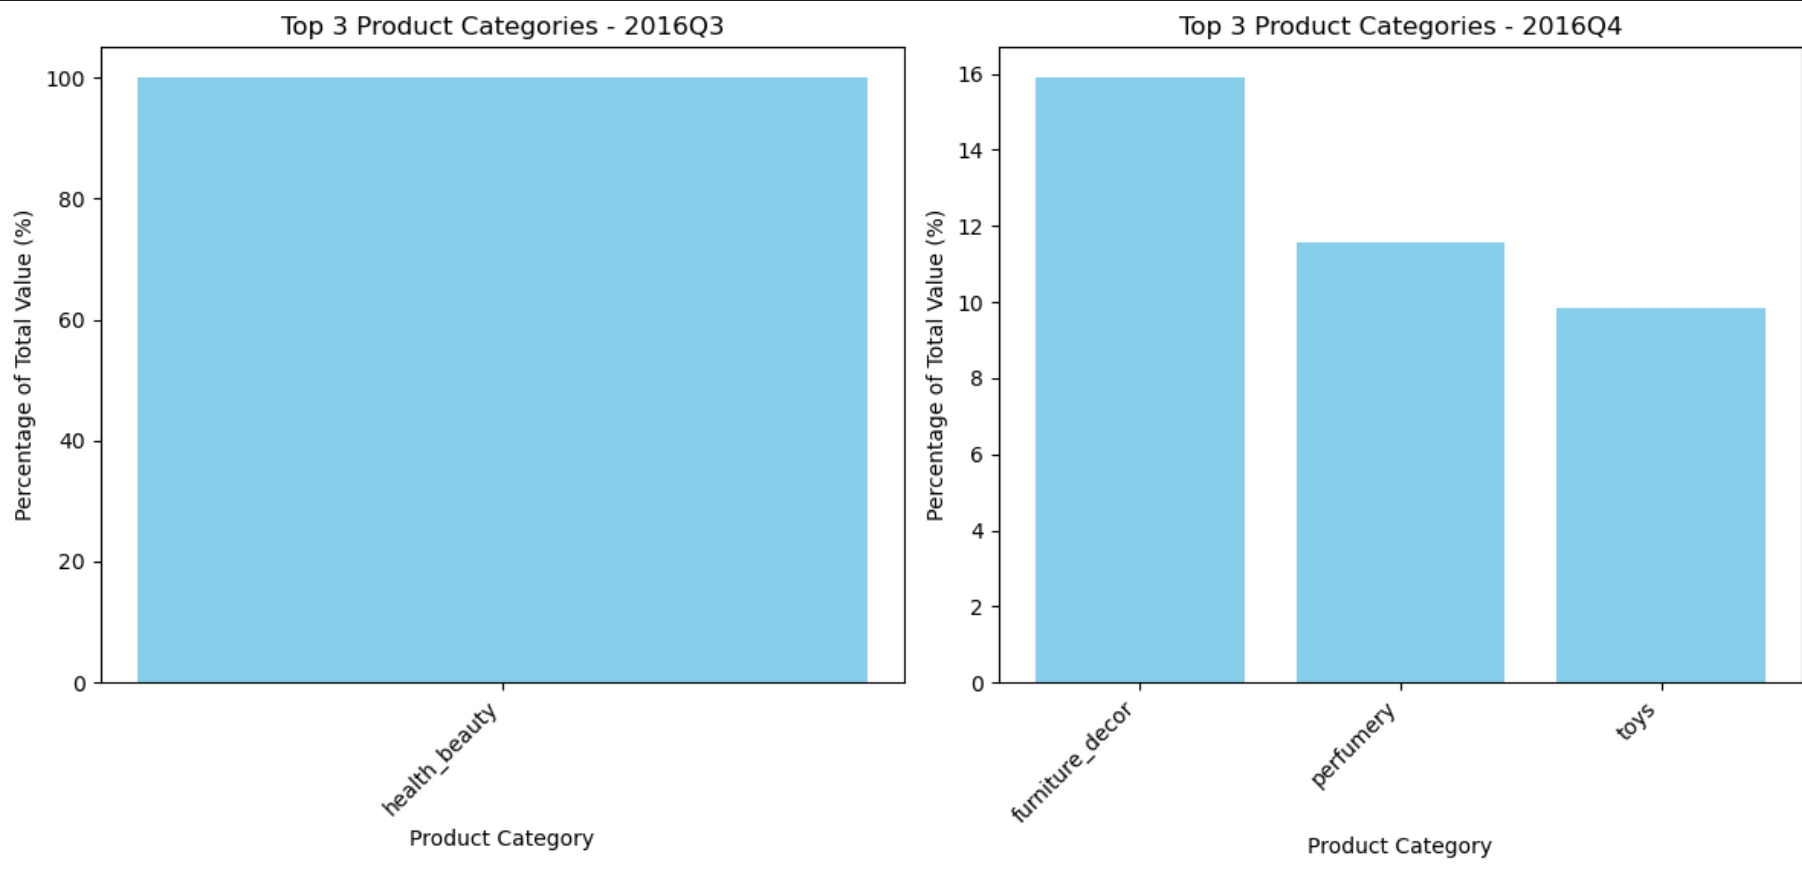 Top 3 Product Categories - 2016Q3
Percentage of Total Value (%)
100
80
60
40
20
0
health_beauty
Product Category
Top 3 Product Categories - 2016Q4
Percentage of Total Value (%)
16
14
12
10
8
6
4
2
0
furniture_decor
perfumery
toys
Product Category